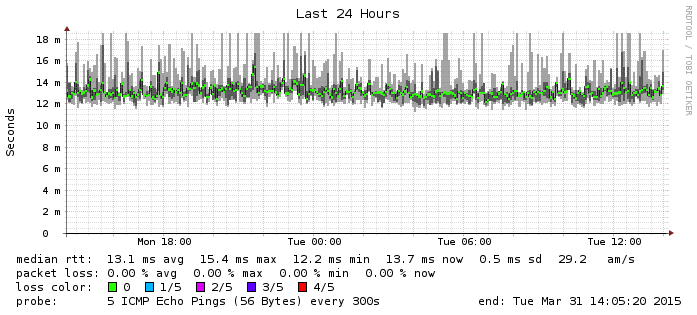 Last 24 Hours
RRDTOOL / TOBI OETIKER
Seconds
18 m
16 m
14 m
12 m
10 m
8 m
6 m
4 m
2 m
0
Mon 18:00 Tue 00:00 Tue 06:00 Tue 12:00
median rtt: 13.1 ms avg 15.4 ms max 12.2 ms min 13.7 ms now 0.5 ms sd 29.2 am/s
packet loss: 0.00 % avg 0.00 % max 0.00 % min 0.00 % now
loss color: 0 1/5 2/5 3/5 4/5
probe: 5 ICMP Echo Pings (56 Bytes) every 300s end: Tue Mar 31 14:05:20 2015